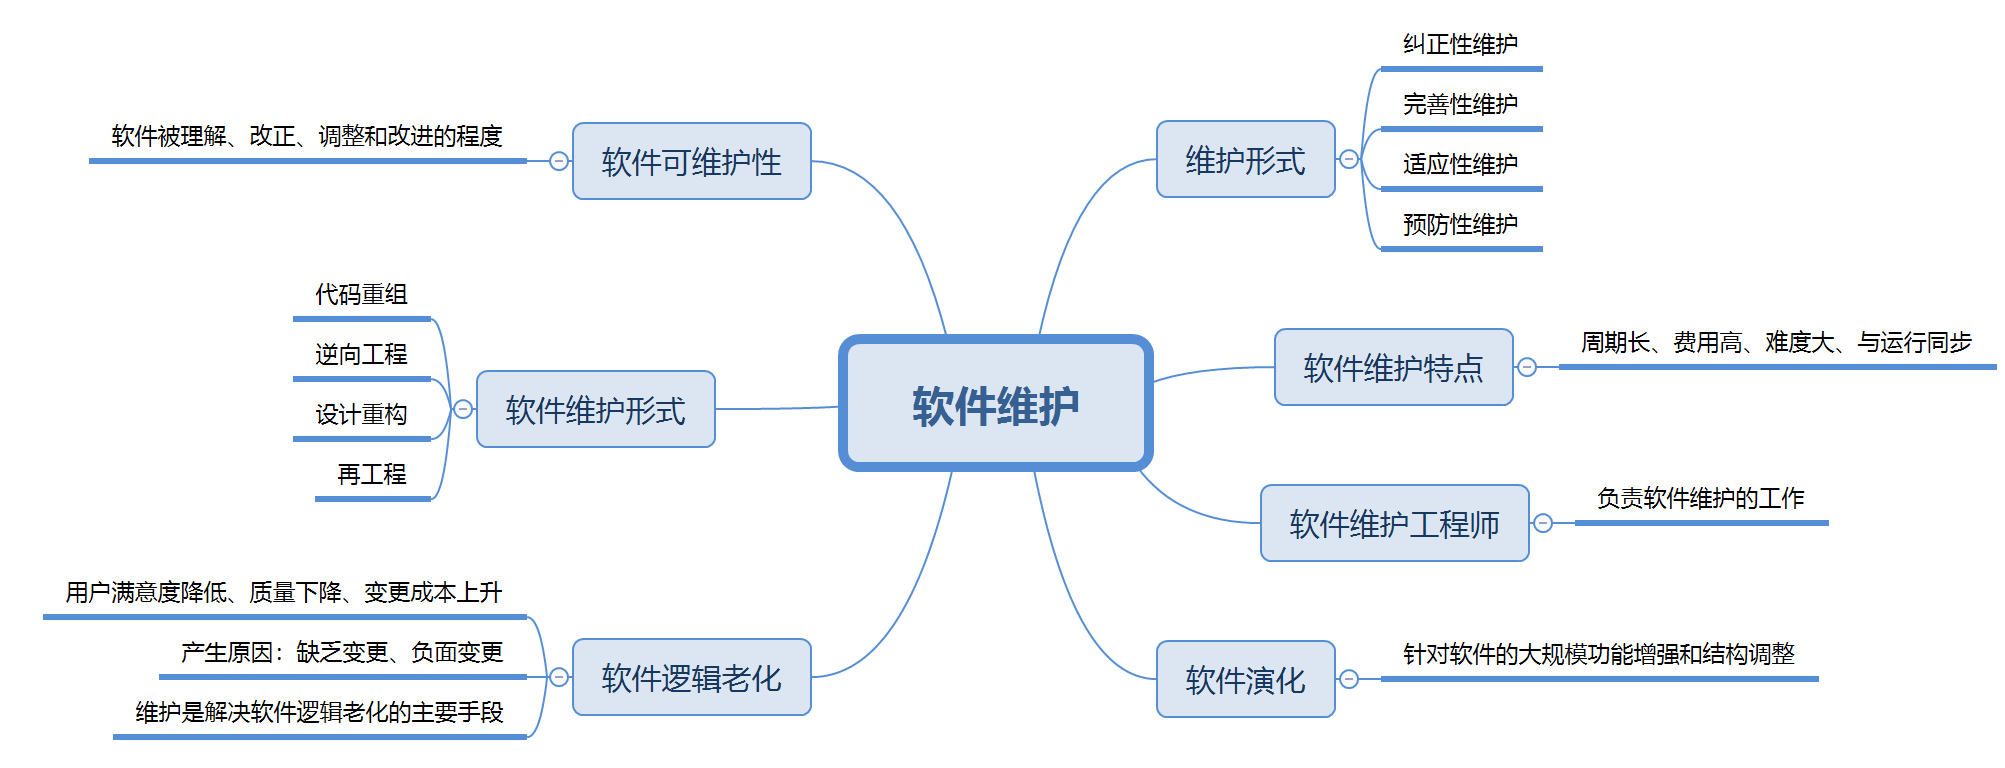 软件维护
维护形式
纠正性维护
完善性维护
适应性维护
预防性维护
软件维护特点
周期长、费用高、难度大、与运行同步
软件维护工程师
负责软件维护的工作
软件演化
针对软件的大规模功能增强和结构调整
软件可维护性
软件被理解、改正、调整和改进的程度
软件维护形式
代码重组
逆向工程
设计重构
再工程
软件逻辑老化
用户满意度降低、质量下降、变更成本上升
产生原因：缺乏变更、负面变更
维护是解决软件逻辑老化的主要手段